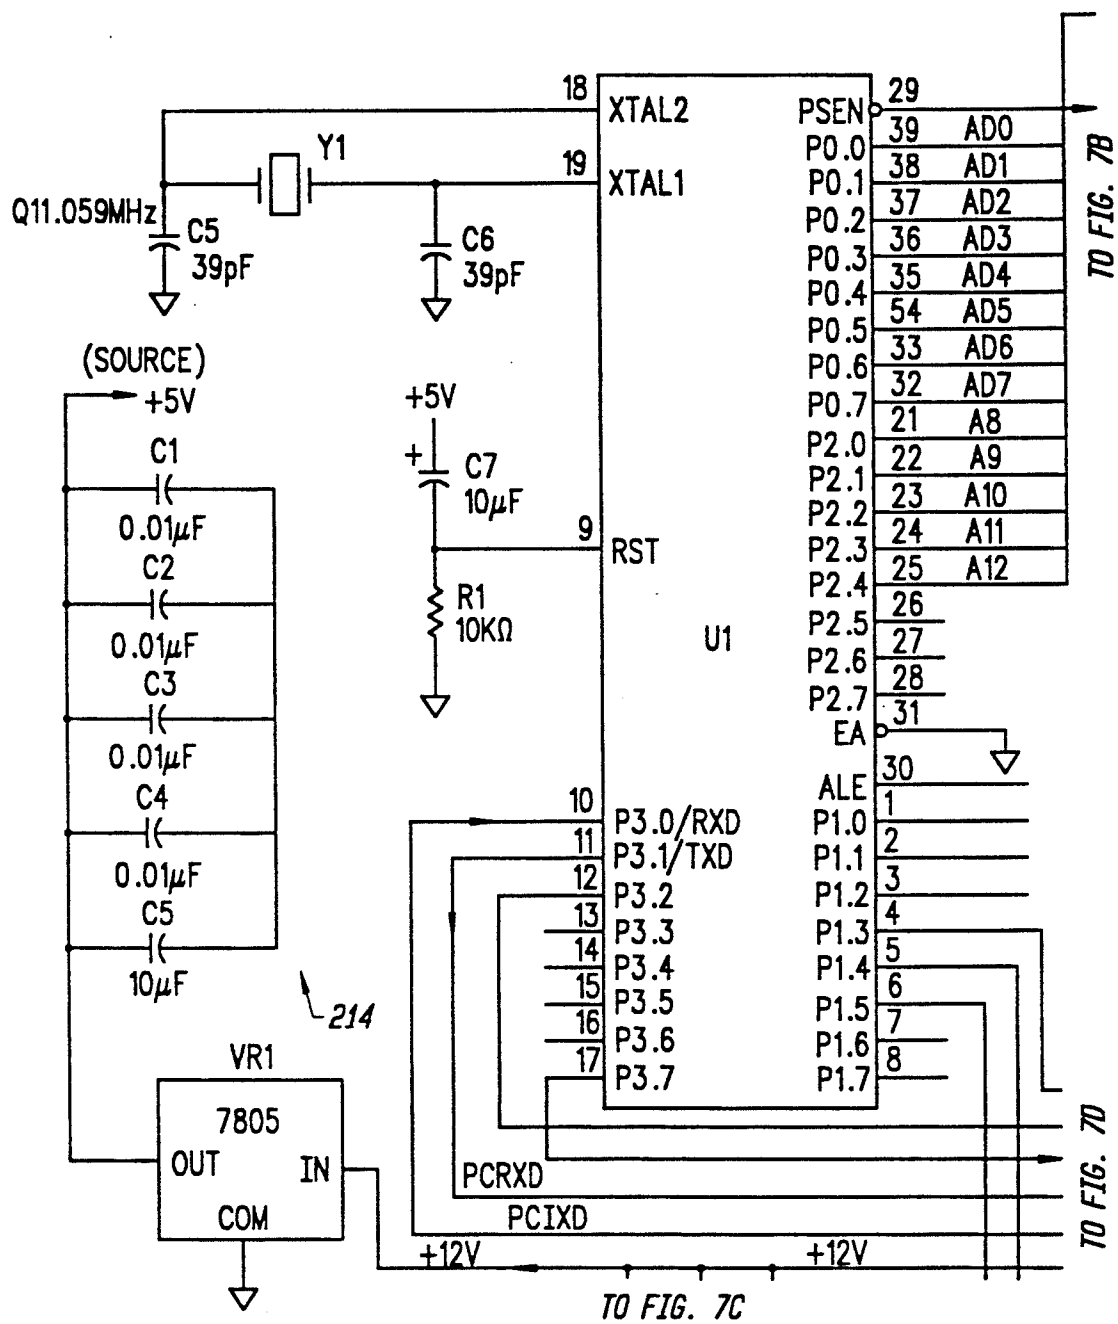 18
XTAL2
Y1
19
XTAL1
Q11.059MHz
C5
39pF
C6
39pF
(SOURCE)
+5V
C1
0.01μF
C2
0.01μF
C3
0.01μF
C4
0.01μF
C5
10μF
214
+5V
+
C7
10μF
9
RST
R1
10KΩ
U1
PSEN
29
P0.0
39
AD0
P0.1
38
AD1
P0.2
37
AD2
P0.3
36
AD3
P0.4
35
AD4
P0.5
54
AD5
P0.6
33
AD6
P0.7
32
AD7
P2.0
21
A8
P2.1
22
A9
P2.2
23
A10
P2.3
24
A11
P2.4
25
A12
P2.5
26
P2.6
27
P2.7
28
EA
31
ALE
30
P1.0
1
P1.1
2
P1.2
3
P1.3
4
P1.4
5
P1.5
6
P1.6
7
P1.7
8
10
P3.0/RXD
11
P3.1/TXD
12
P3.2
13
P3.3
14
P3.4
15
P3.5
16
P3.6
17
P3.7
TO FIG. 7B
VR1
7805
OUT
IN
COM
PCRXD
PCIXD
+12V
+12V
TO FIG. 7D
TO FIG. 7C